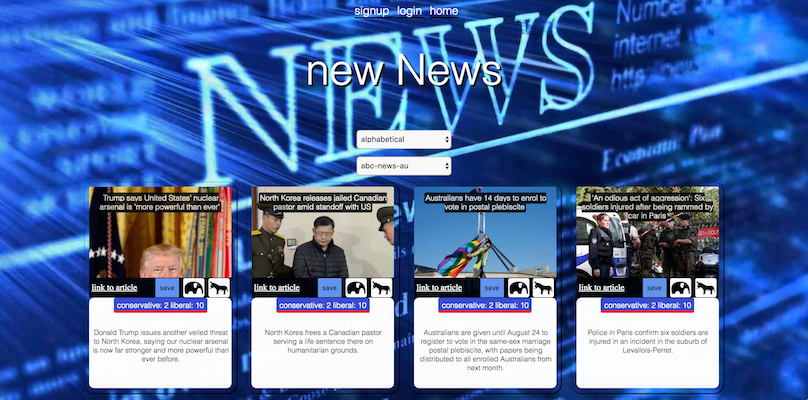 signup login home
Number
internet
http://new
NEWS
new News
Economic Pan
alphabetical
abc-news-au
Trump says United States' nuclear
arsenal is 'more powerful than ever'
link to article save
conservative: 2 liberal: 10
Donald Trump issues another veiled threat
to North Korea, saying our nuclear arsenal
is now far stronger and more powerful than
ever before.
North Korea releases jailed Canadian
pastor amid standoff with US
link to article save
conservative: 2 liberal: 10
North Korea frees a Canadian pastor
serving a life sentence there on
humanitarian grounds.
Australians have 14 days to enrol to
vote in postal plebiscite
link to article save
conservative: 2 liberal: 10
Australians are given until August 24 to
register to vote in the same-sex marriage
postal plebiscite, with papers being
distributed to all enrolled Australians from
next month.
'An odious act of aggression': Six
soldiers injured after being rammed by
car in Paris
link to article save
conservative: 2 liberal: 10
Police in Paris confirm six soldiers are
injured in an incident in the suburb of
Levallois-Perret.